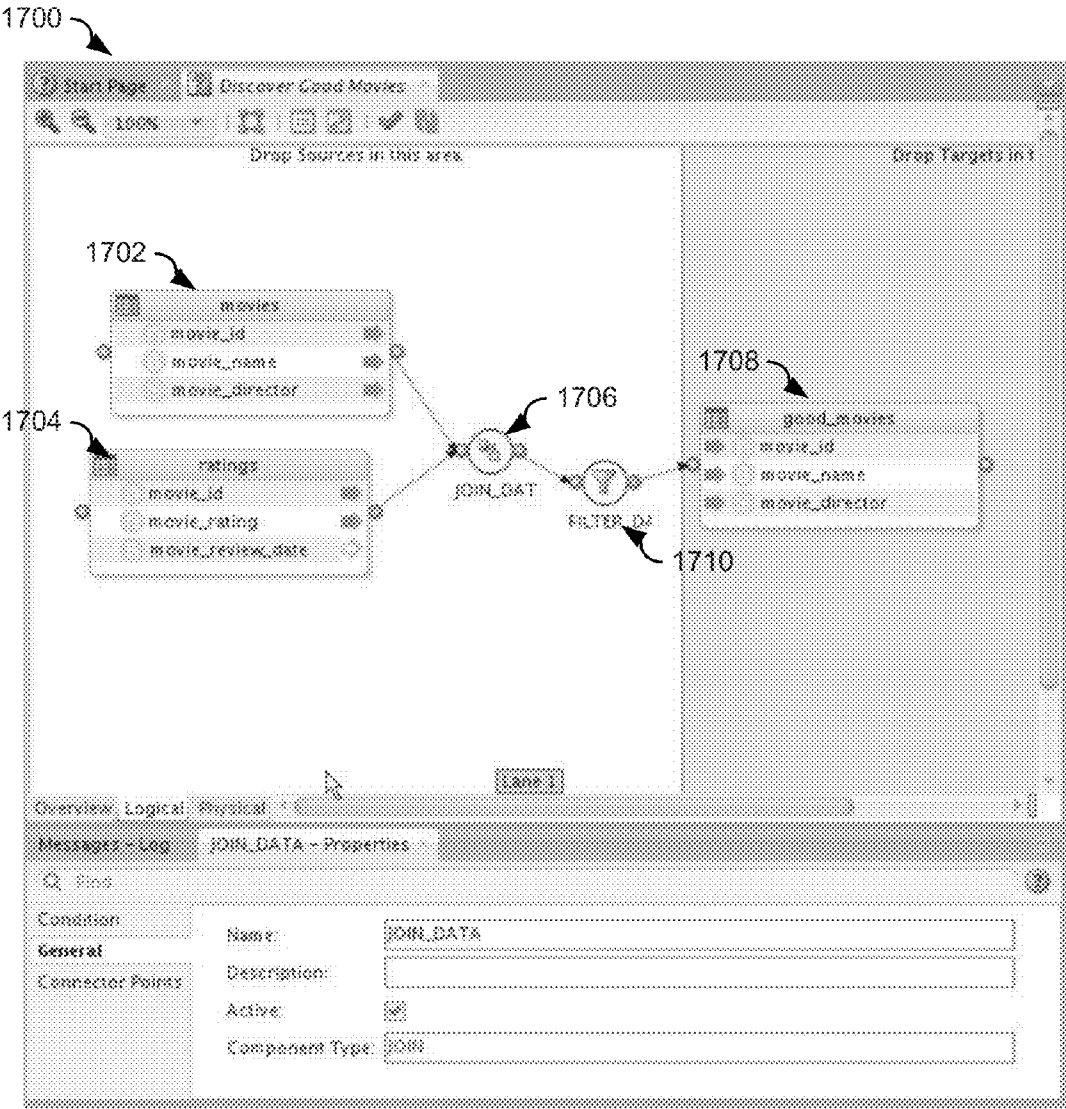 1700
Start Page Discover Good Movies
100%
Drop Sources in this area Drop Targets in t
1702
movies
movie_id
movie_name
movie_director
1704
ratings
movie_id
movie_rating
movie_review_date
1706
JOIN_DAT
FILTER_DA
1710
1708
good_movies
movie_id
movie_name
movie_director
Lane 1
Overview Logical Physical
Messages - Log JOIN_DATA - Properties
Find
Condition
General
Connector Points
Name: JOIN_DATA
Description:
Active:
Component Type: JOIN